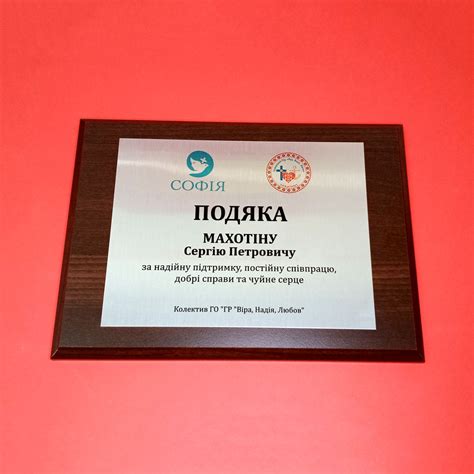 СОФІЯ
ПОДЯКА
МАХОТІНУ
Сергію Петровичу
за надійну підтримку, постійну співпрацю,
добрі справи та чуйне серце
Колектив ГО "ГР "Віра, Надія, Любов"